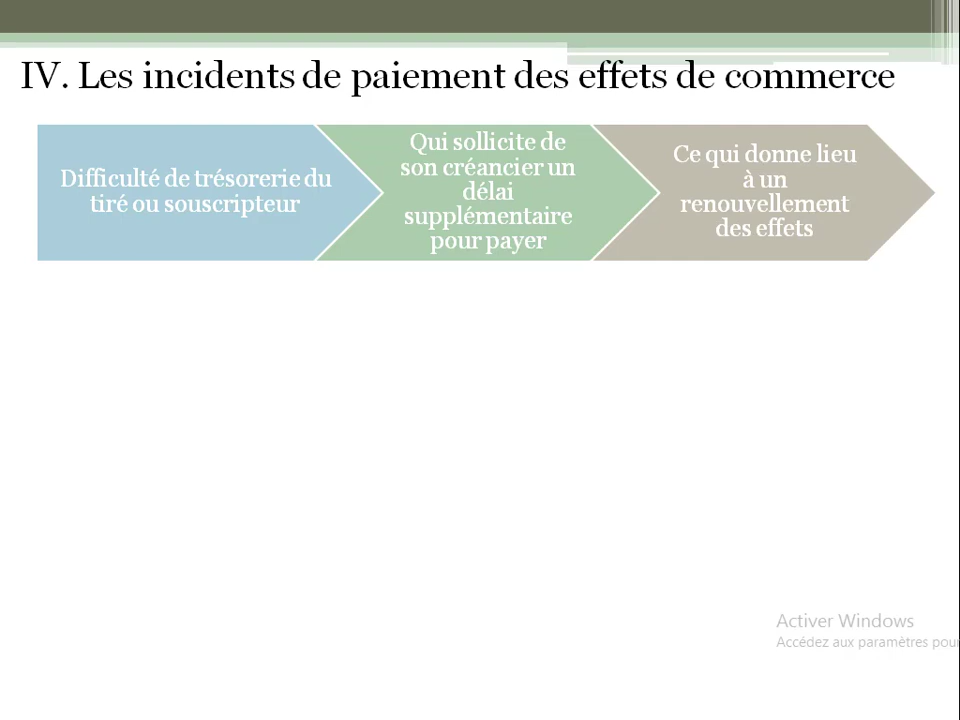 IV. Les incidents de paiement des effets de commerce
Difficulté de trésorerie du
tiré ou souscripteur
Qui sollicite de
son créancier un
délai
supplémentaire
pour payer
Ce qui donne lieu
à un
renouvellement
des effets
Activer Windows
Accédez aux paramètres pour